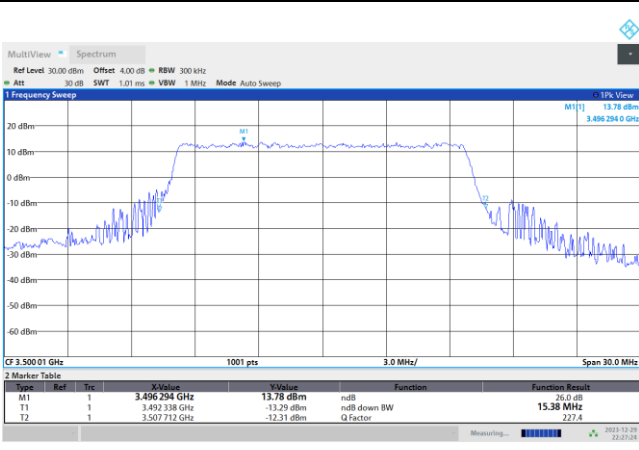 MultiView Spectrum
Ref Level 30.00 dBm Offset 4.00 dB RBW 300 kHz
Att 30 dB SWT 1.01 ms VBW 1 MHz Mode Auto Sweep
1 Frequency Sweep 1Pk View
M1[1] 13.78 dBm
3.496 294 0 GHz
20 dBm
M1
10 dBm
0 dBm
T1
T2
-10 dBm
-20 dBm
-30 dBm
-40 dBm
-50 dBm
-60 dBm
CF 3.500 01 GHz 1001 pts 3.0 MHz/ Span 30.0 MHz
2 Marker Table
Type Ref Trc X-Value Y-Value Function Function Result
M1 1 3.496 294 GHz 13.78 dBm ndB 26.0 dB
T1 1 3.492 338 GHz -13.29 dBm ndB down BW 15.38 MHz
T2 1 3.507 712 GHz -12.31 dBm Q Factor 227.4
Measuring... 2023-12-29
22:27:24